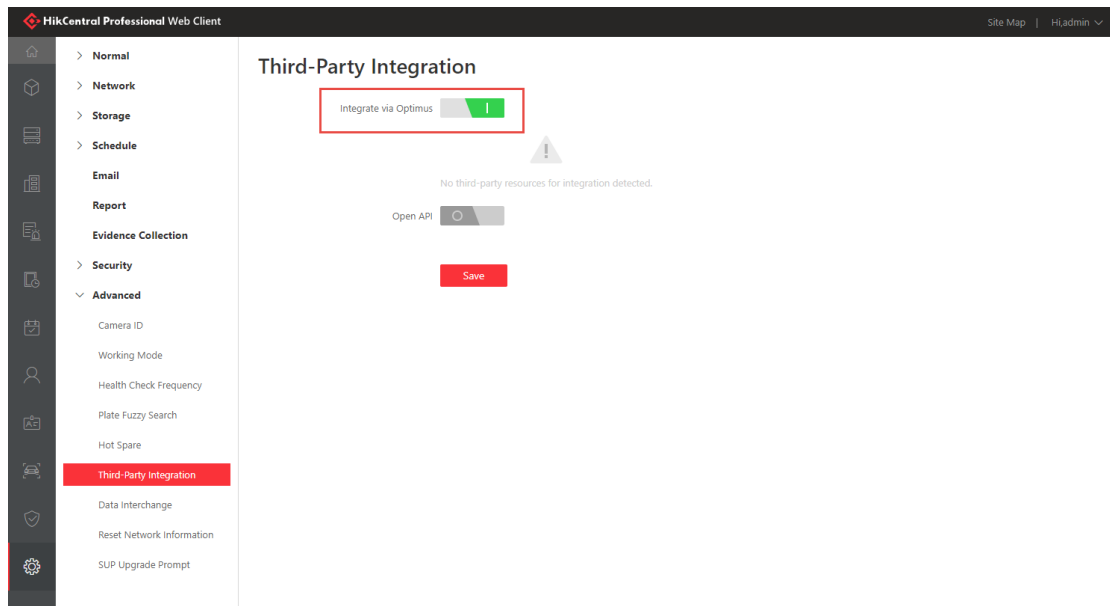 HikCentral Professional Web Client
Site Map | Hi,admin
Normal
Network
Storage
Schedule
Email
Report
Evidence Collection
Security
Advanced
Camera ID
Working Mode
Health Check Frequency
Plate Fuzzy Search
Hot Spare
Third-Party Integration
Data Interchange
Reset Network Information
SUP Upgrade Prompt
Third-Party Integration
Integrate via Optimus
No third-party resources for integration detected.
Open API
Save